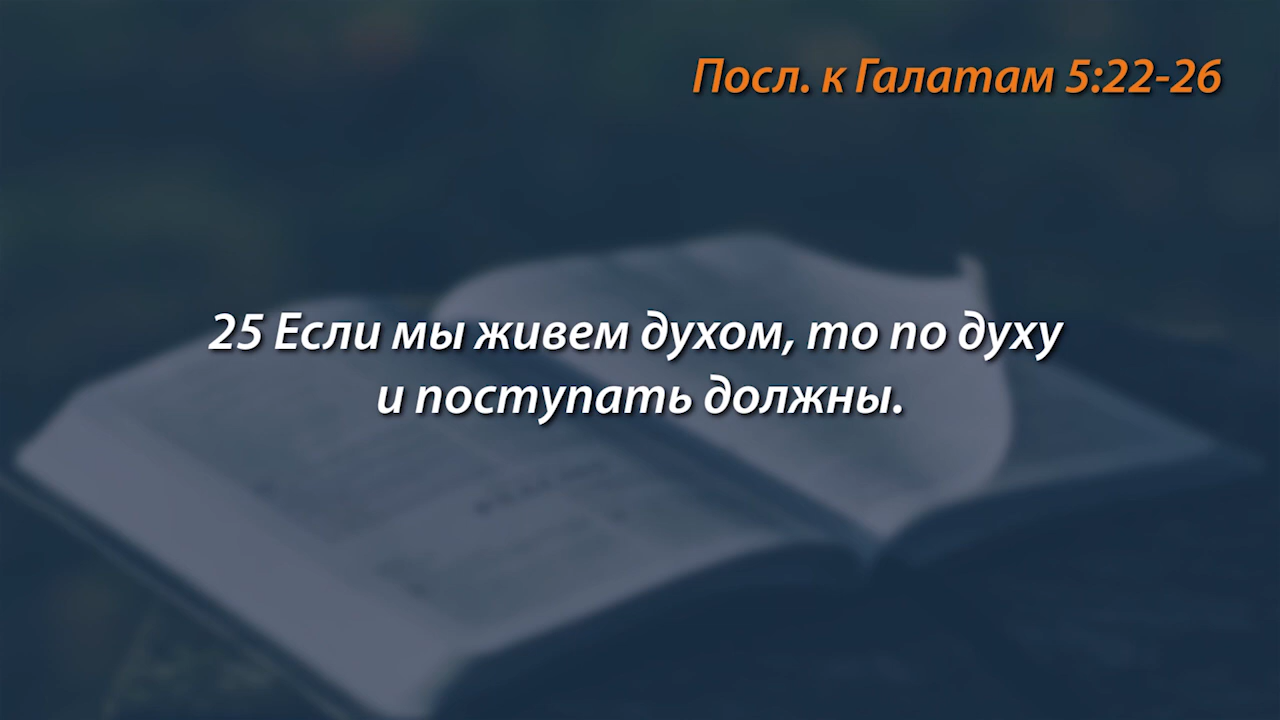 Посл. к Галатам 5:22-26
25 Если мы живем духом, то по духу
и поступать должны.